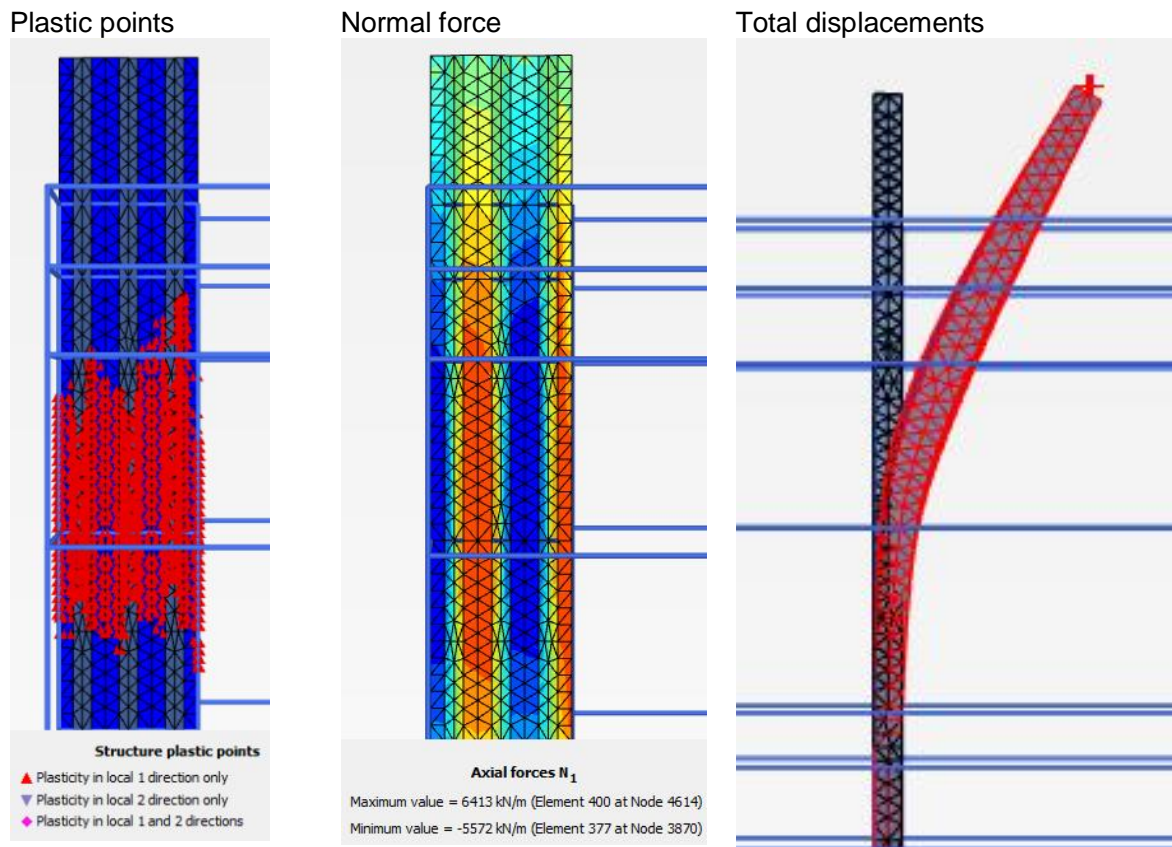 Plastic points
Normal force
Total displacements
Structure plastic points
Plasticity in local 1 direction only
Plasticity in local 2 direction only
Plasticity in local 1 and 2 directions
Axial forces N1
Maximum value = 6413 kN/m (Element 400 at Node 4614)
Minimum value = -5572 kN/m (Element 377 at Node 3870)